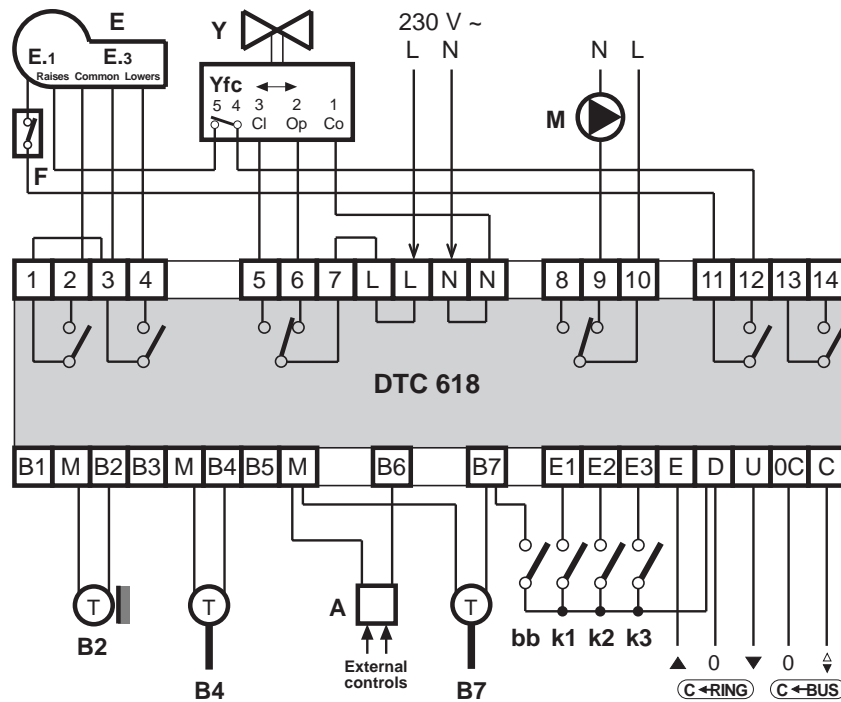 E Y 230 V ~
L N N L
E.1 E.3
Raises Common Lowers
Yfc
5 4 3 2 1
Cl Op Co
M
F
1 2 3 4 5 6 7 L L N N 8 9 10 11 12 13 14
DTC 618
B1 M B2 B3 M B4 B5 M B6 B7 E1 E2 E3 E D U 0C C
T T A T
B2 bb k1 k2 k3
B4 External controls B7
0 0
C RING C BUS